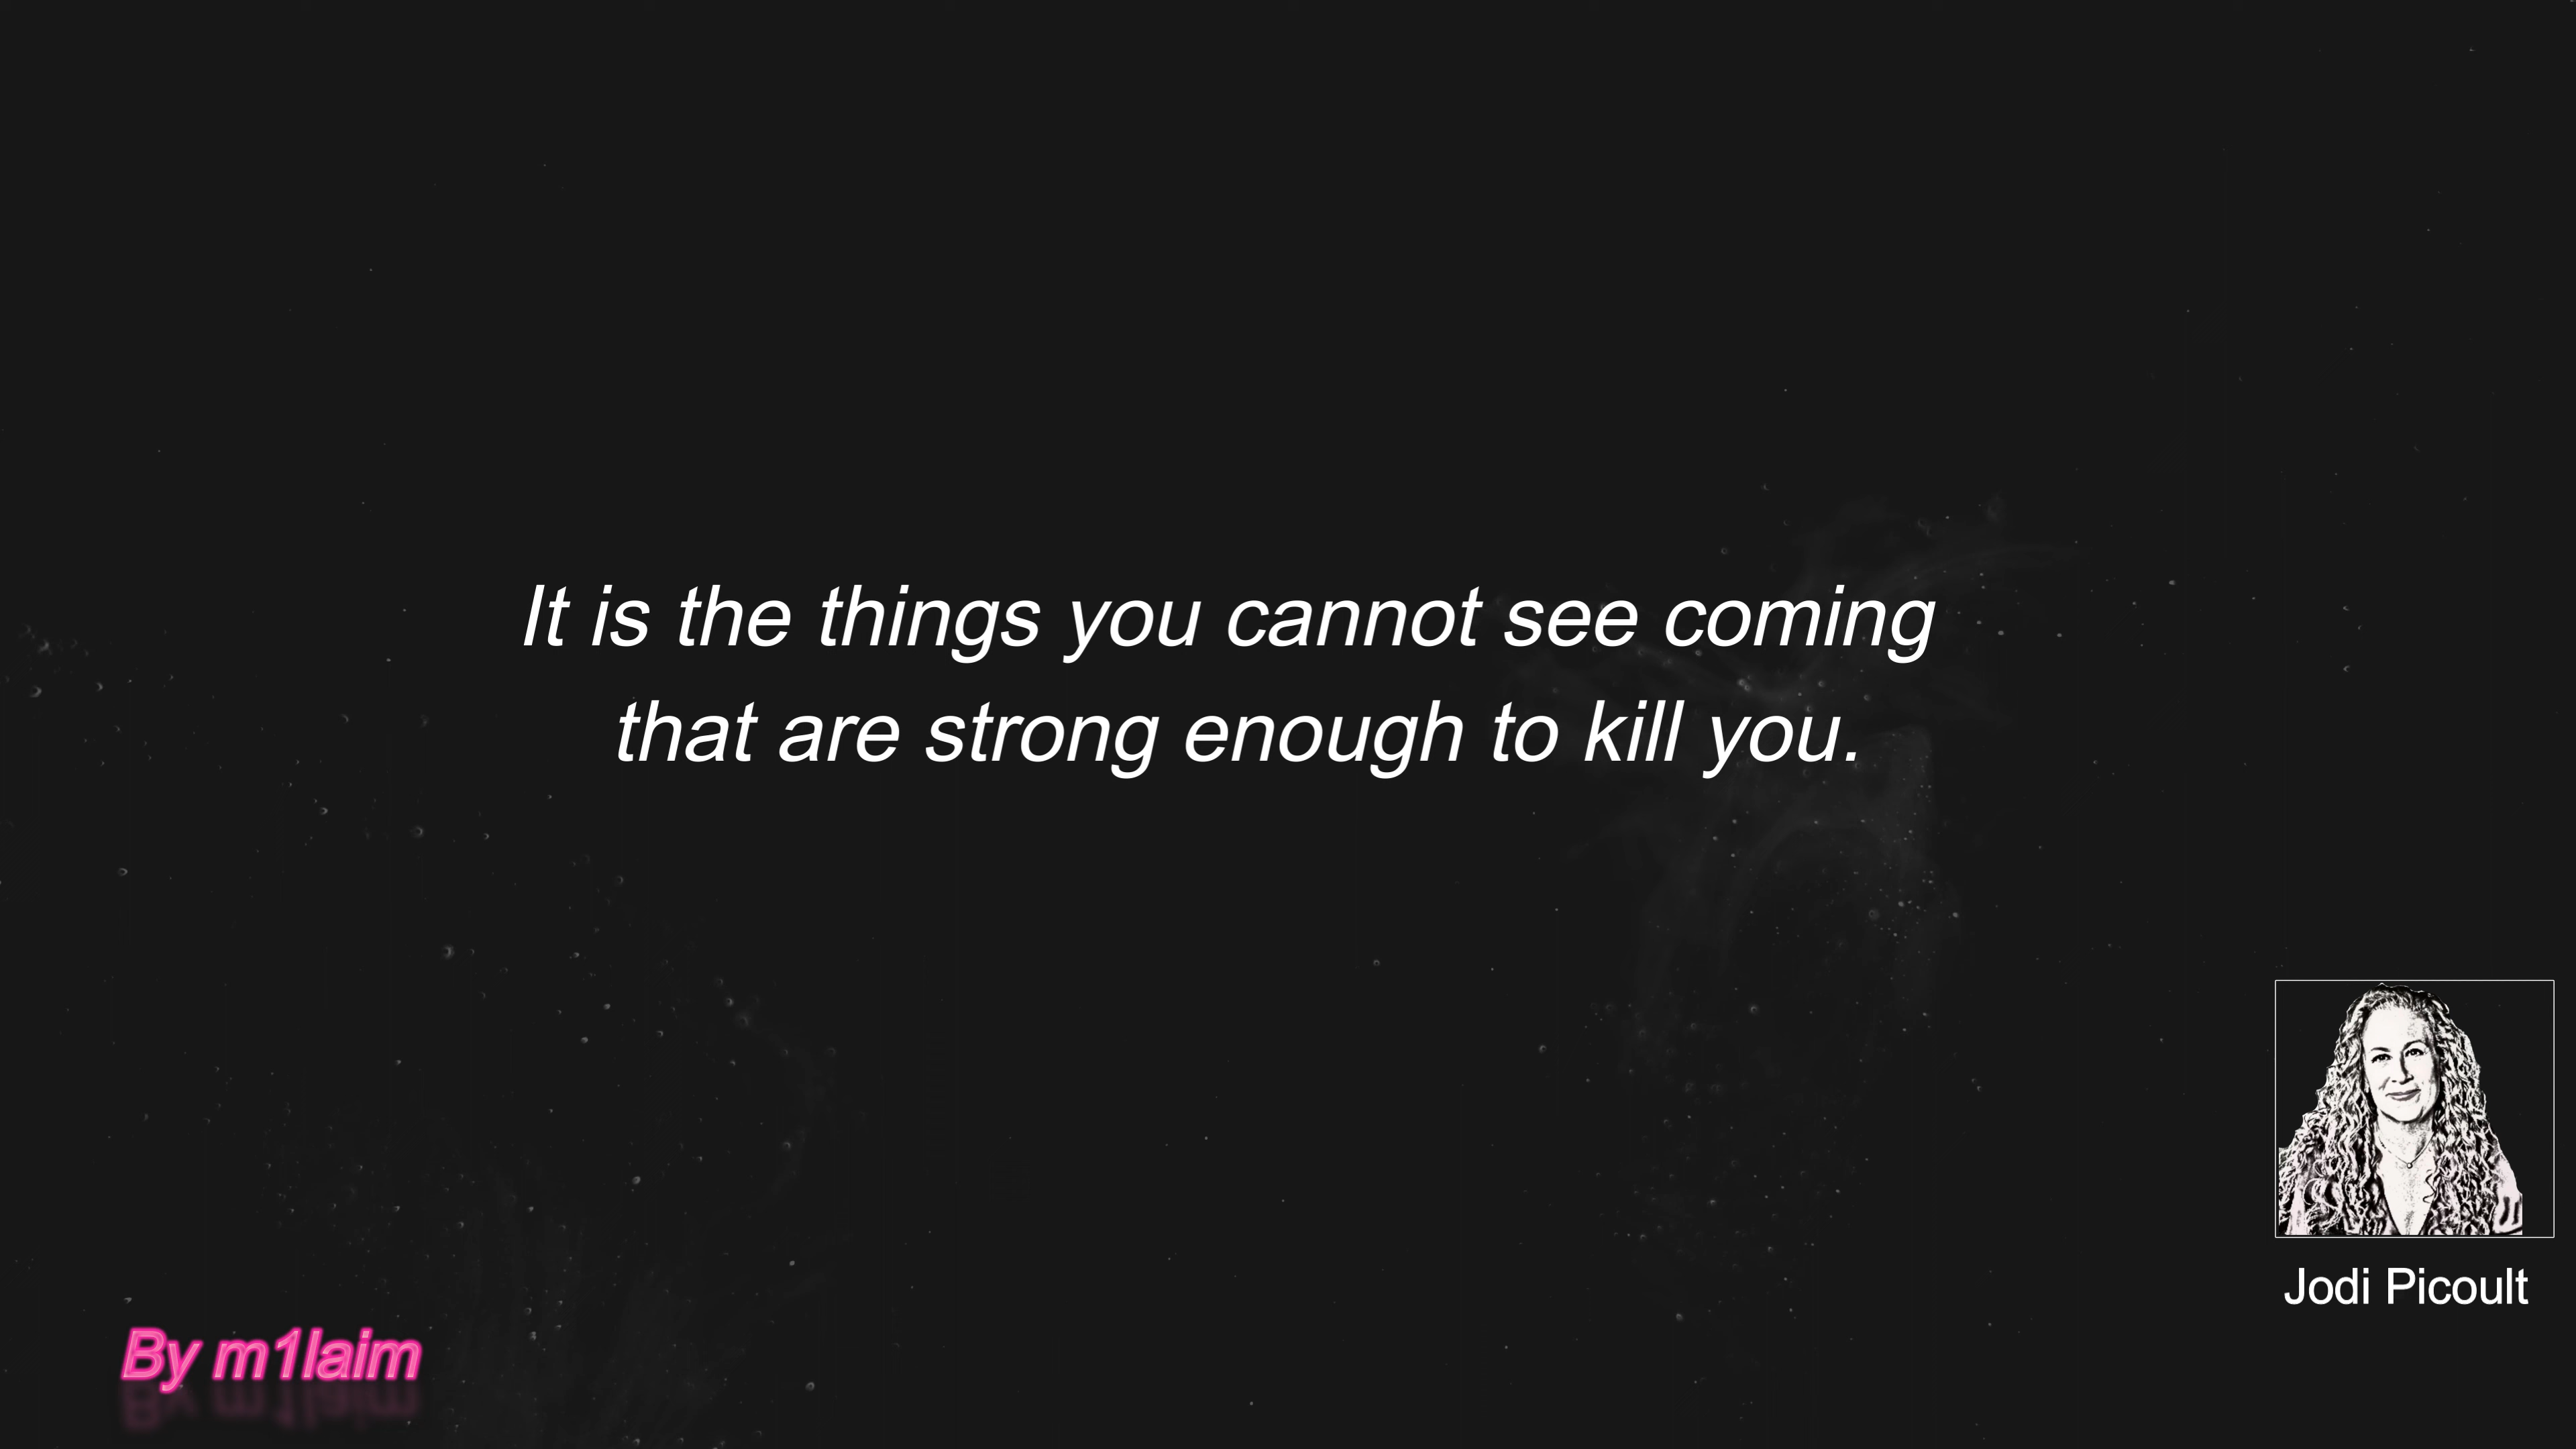 It is the things you cannot see coming
that are strong enough to kill you.
Jodi Picoult
By m1laim